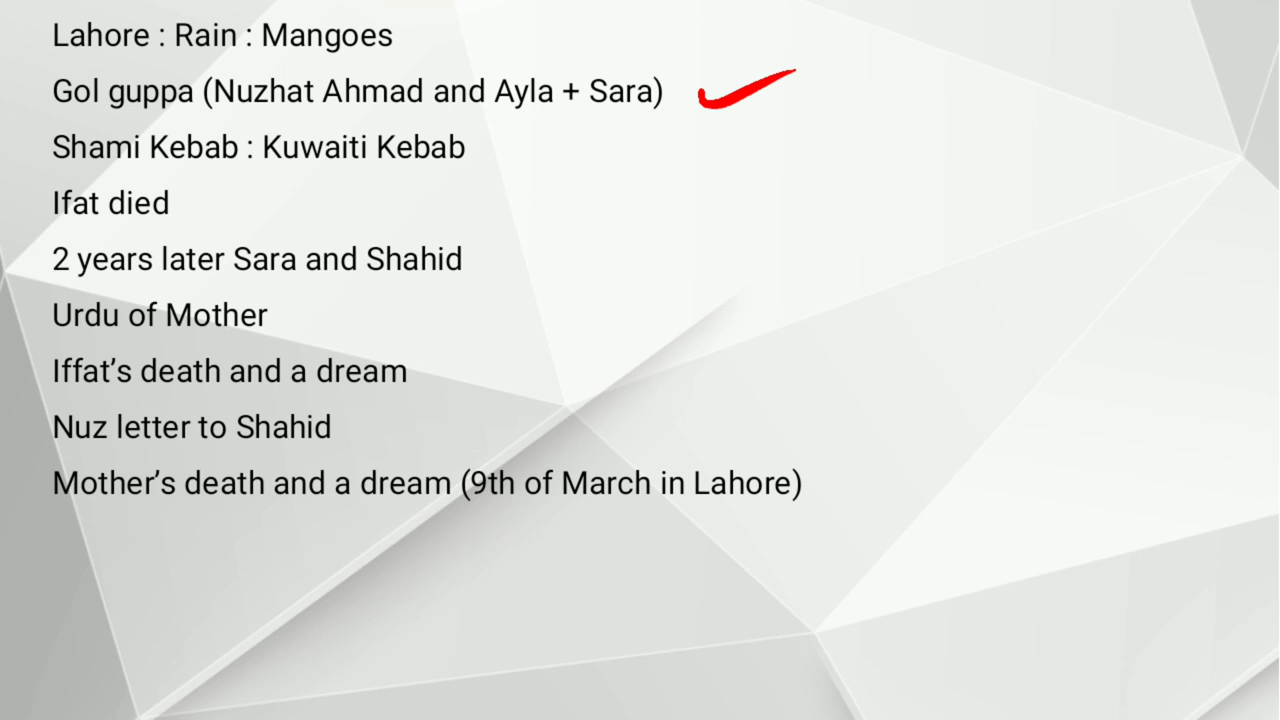 Lahore : Rain : Mangoes
Gol guppa (Nuzhat Ahmad and Ayla + Sara)
Shami Kebab : Kuwaiti Kebab
Ifat died
2 years later Sara and Shahid
Urdu of Mother
Iffat’s death and a dream
Nuz letter to Shahid
Mother’s death and a dream (9th of March in Lahore)